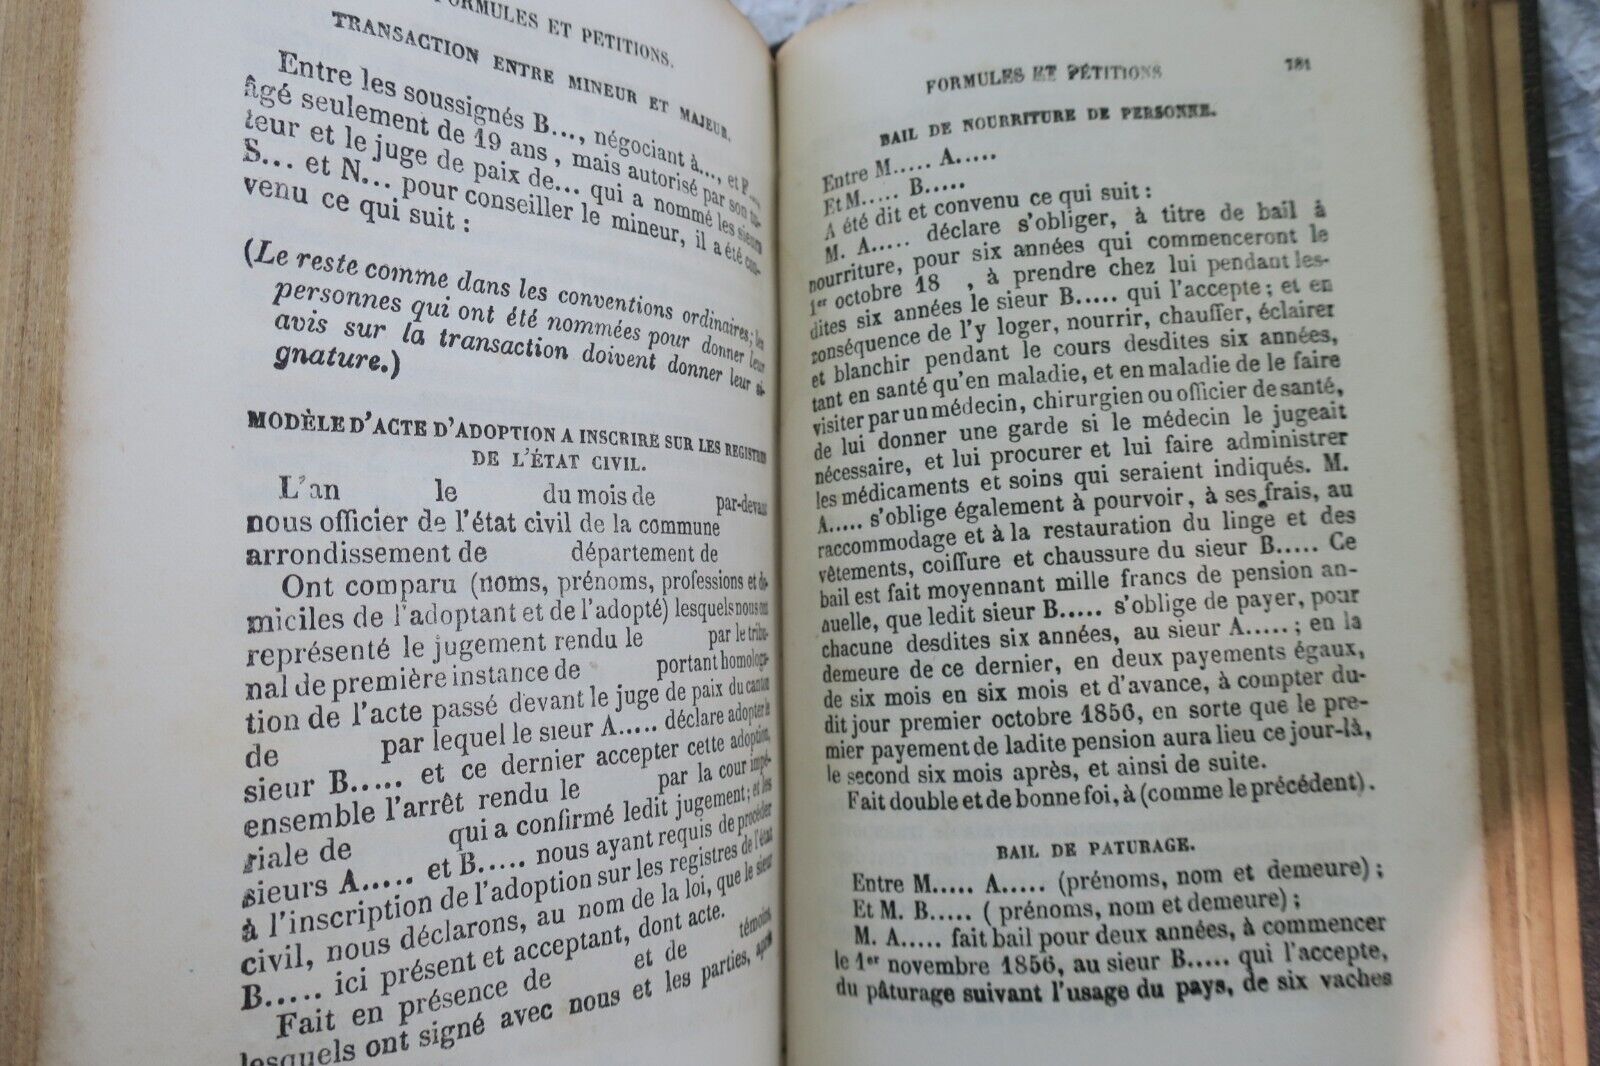 FORMULES ET PETITIONS.
TRANSACTION ENTRE MINEUR ET MAJEUR.
Entre les soussignés B..., négociant à..., et P...,
âgé seulement de 19 ans, mais autorisé par son tu-
teur et le juge de paix de... qui a nommé les sieurs
S... et N... pour conseiller le mineur, il a été con-
venu ce qui suit :
(Le reste comme dans les conventions ordinaires; les
personnes qui ont été nommées pour donner leur
avis sur la transaction doivent donner leur si-
gnature.)
MODÈLE D'ACTE D'ADOPTION A INSCRIRE SUR LES REGISTRES
DE L'ÉTAT CIVIL.
L'an le du mois de par-devant
nous officier de l'état civil de la commune
arrondissement de département de
Ont comparu (noms, prénoms, professions et do-
miciles de l'adoptant et de l'adopté) lesquels nous ont
représenté le jugement rendu le par le tribu-
nal de première instance de portant homologa-
tion de l'acte passé devant le juge de paix du canton
de par lequel le sieur A..... déclare adopter le
sieur B..... et ce dernier accepter cette adoption,
ensemble l'arrêt rendu le par la cour impé-
riale de qui a confirmé ledit jugement; et les
sieurs A..... et B..... nous ayant requis de procéder
à l'inscription de l'adoption sur les registres de l'état
civil, nous déclarons, au nom de la loi, que le sieur
B..... ici présent et acceptant, dont acte.
Fait en présence de et de témoins,
lesquels ont signé avec nous et les parties, après
FORMULES ET PÉTITIONS 781
BAIL DE NOURRITURE DE PERSONNE.
Entre M..... A.....
Et M..... B.....
A été dit et convenu ce qui suit :
M. A..... déclare s'obliger, à titre de bail à
nourriture, pour six années qui commenceront le
1er octobre 18 , à prendre chez lui pendant les-
dites six années le sieur B..... qui l'accepte; et en
conséquence de l'y loger, nourrir, chauffer, éclairer
et blanchir pendant le cours desdites six années,
tant en santé qu'en maladie, et en maladie de le faire
visiter par un médecin, chirurgien ou officier de santé,
de lui donner une garde si le médecin le jugeait
nécessaire, et lui procurer et lui faire administrer
les médicaments et soins qui seraient indiqués. M.
A..... s'oblige également à pourvoir, à ses frais, au
raccommodage et à la restauration du linge et des
vêtements, coiffure et chaussure du sieur B..... Ce
bail est fait moyennant mille francs de pension an-
nuelle, que ledit sieur B..... s'oblige de payer, pour
chacune desdites six années, au sieur A.....; en la
demeure de ce dernier, en deux payements égaux,
de six mois en six mois et d'avance, à compter du-
dit jour premier octobre 1856, en sorte que le pre-
mier payement de ladite pension aura lieu ce jour-là,
le second six mois après, et ainsi de suite.
Fait double et de bonne foi, à (comme le précédent).
BAIL DE PATURAGE.
Entre M..... A..... (prénoms, nom et demeure);
Et M. B..... ( prénoms, nom et demeure);
M. A..... fait bail pour deux années, à commencer
le 1er novembre 1856, au sieur B..... qui l'accepte,
du pâturage suivant l'usage du pays, de six vaches